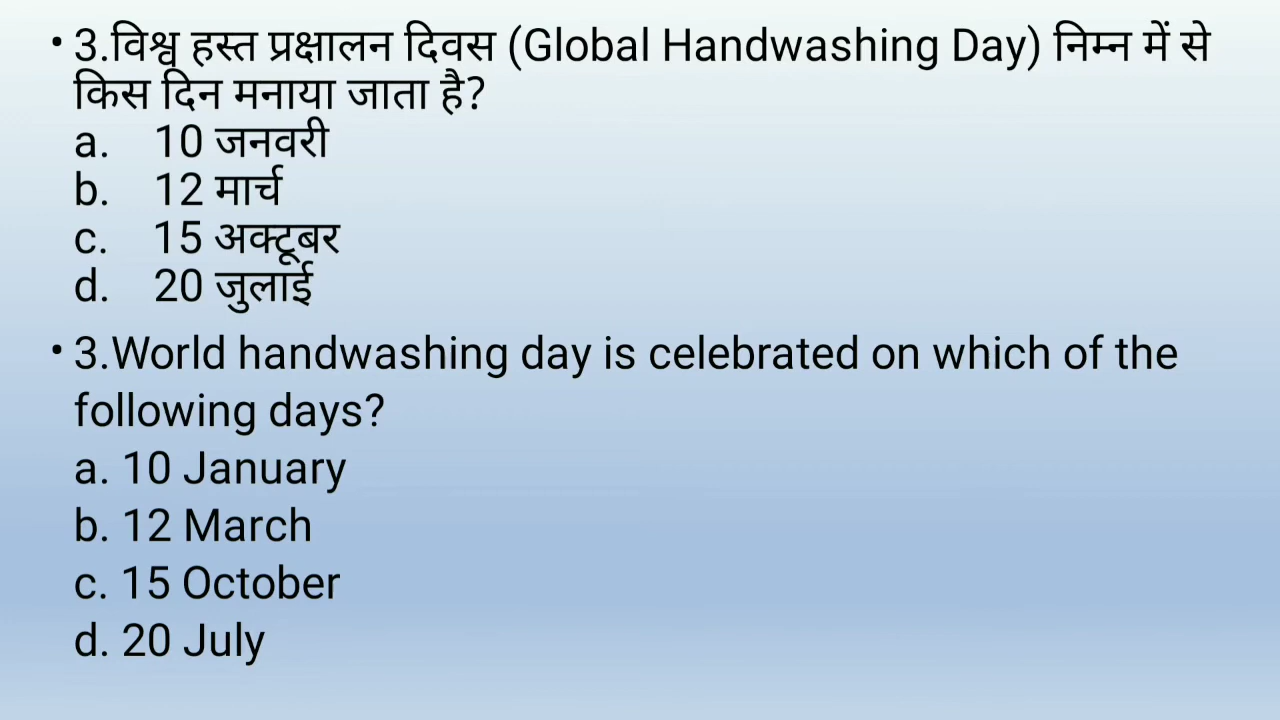 • 3.विश्व हस्त प्रक्षालन दिवस (Global Handwashing Day) निम्न में से
किस दिन मनाया जाता है?
a. 10 जनवरी
b. 12 मार्च
c. 15 अक्टूबर
d. 20 जुलाई
• 3.World handwashing day is celebrated on which of the
following days?
a. 10 January
b. 12 March
c. 15 October
d. 20 July